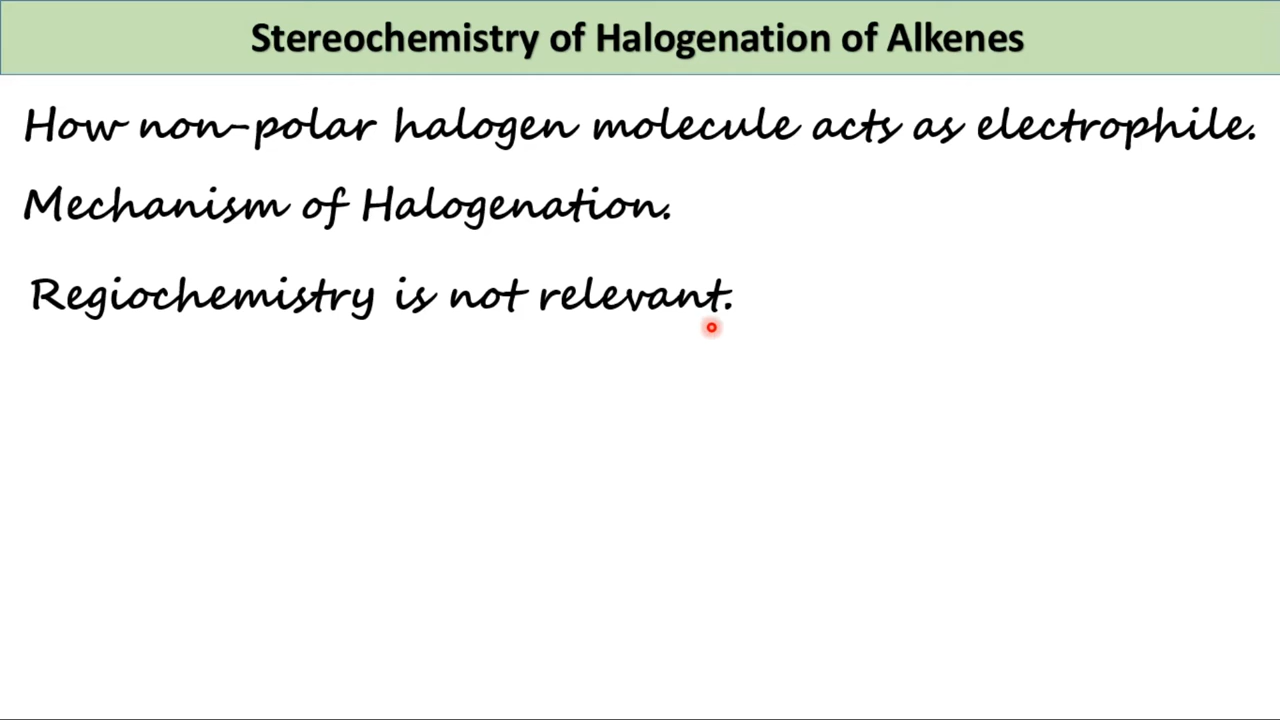 Stereochemistry of Halogenation of Alkenes
How non-polar halogen molecule acts as electrophile.
Mechanism of Halogenation.
Regiochemistry is not relevant.